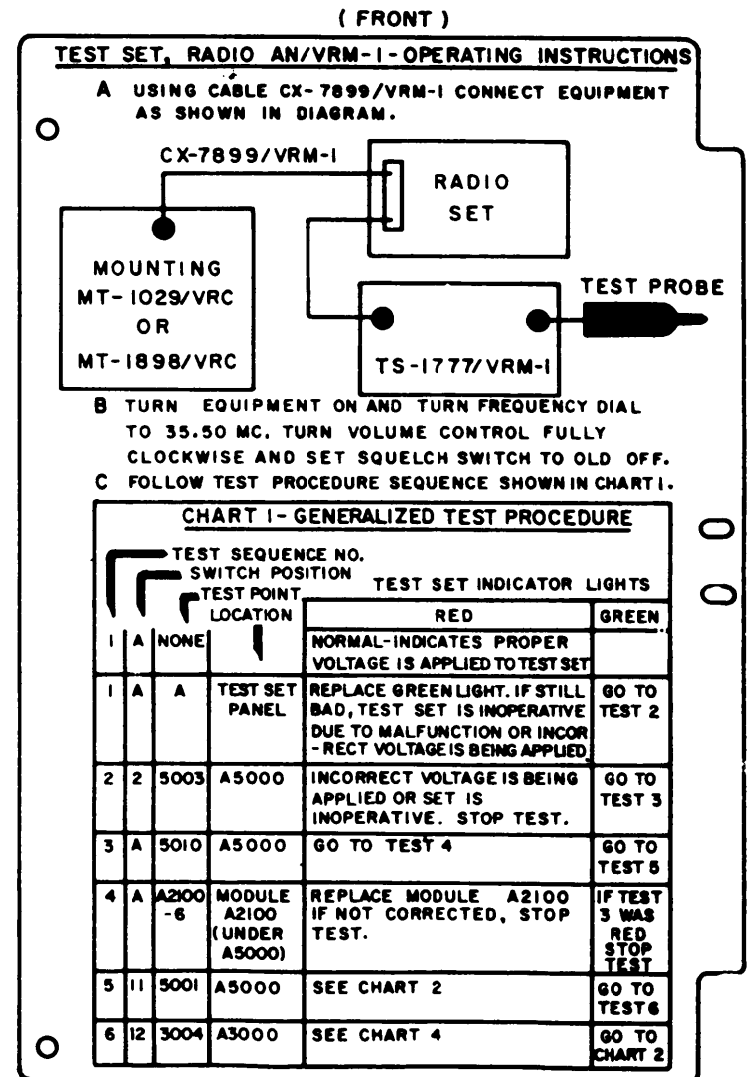 ( FRONT )
TEST SET, RADIO AN/VRM-1-OPERATING INSTRUCTIONS
A USING CABLE CX-7899/VRM-1 CONNECT EQUIPMENT
AS SHOWN IN DIAGRAM.
CX-7899/VRM-1
RADIO
SET
MOUNTING
MT-1029/VRC
OR
MT-1898/VRC
TEST PROBE
TS-1777/VRM-1
B TURN EQUIPMENT ON AND TURN FREQUENCY DIAL
TO 35.50 MC. TURN VOLUME CONTROL FULLY
CLOCKWISE AND SET SQUELCH SWITCH TO OLD OFF.
C FOLLOW TEST PROCEDURE SEQUENCE SHOWN IN CHART 1.
CHART 1-GENERALIZED TEST PROCEDURE
TEST SEQUENCE NO.
SWITCH POSITION
TEST POINT
LOCATION
TEST SET INDICATOR LIGHTS
RED GREEN
1 A NONE NORMAL-INDICATES PROPER
VOLTAGE IS APPLIED TO TEST SET
1 A A TEST SET REPLACE GREEN LIGHT. IF STILL GO TO
PANEL BAD, TEST SET IS INOPERATIVE TEST 2
DUE TO MALFUNCTION OR INCOR
-RECT VOLTAGE IS BEING APPLIED
2 2 5003 A5000 INCORRECT VOLTAGE IS BEING GO TO
APPLIED OR SET IS TEST 3
INOPERATIVE. STOP TEST.
3 A 5010 A5000 GO TO TEST 4 GO TO
TEST 5
4 A A2100 MODULE REPLACE MODULE A2100 IF TEST
-6 A2100 IF NOT CORRECTED, STOP 3 WAS
(UNDER TEST. RED
A5000) STOP
TEST
5 11 5001 A5000 SEE CHART 2 GO TO
TEST 6
6 12 3004 A3000 SEE CHART 4 GO TO
CHART 2